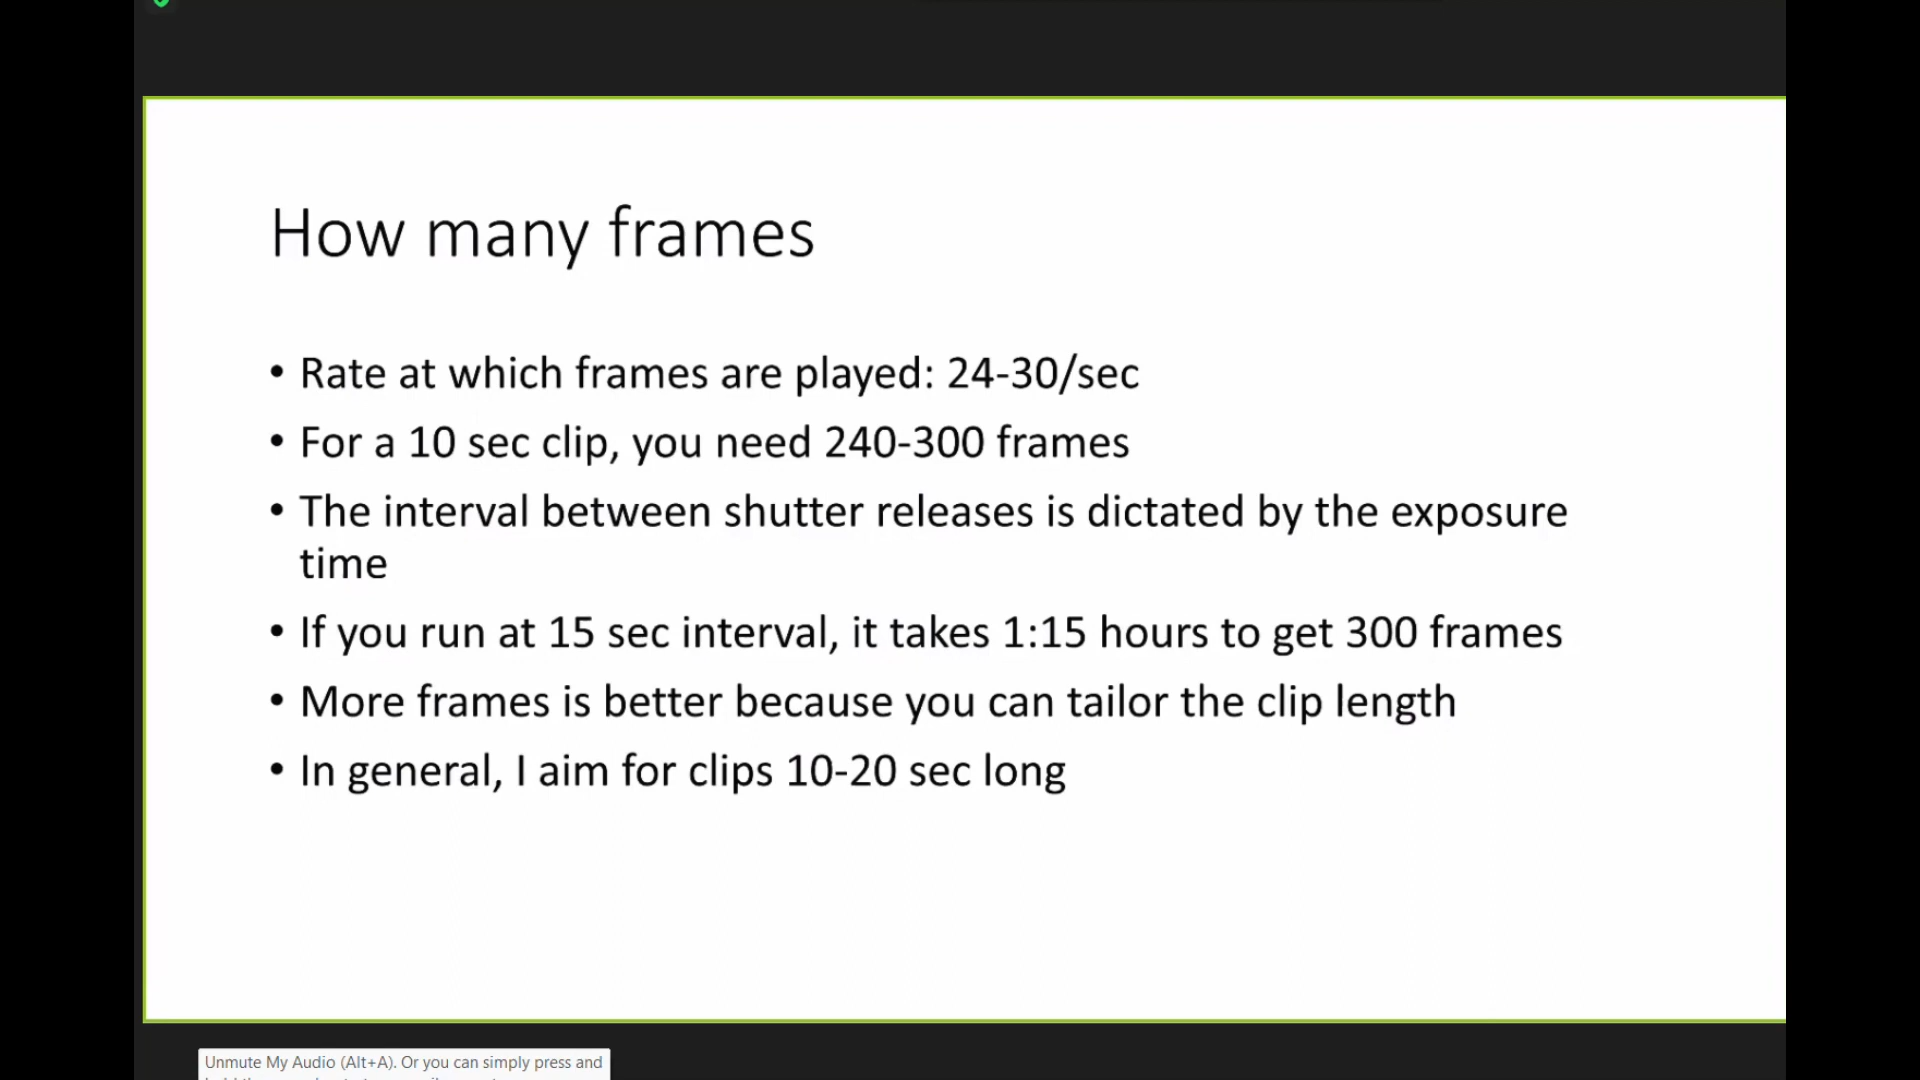 How many frames
• Rate at which frames are played: 24-30/sec
• For a 10 sec clip, you need 240-300 frames
• The interval between shutter releases is dictated by the exposure
time
• If you run at 15 sec interval, it takes 1:15 hours to get 300 frames
• More frames is better because you can tailor the clip length
• In general, I aim for clips 10-20 sec long
Unmute My Audio (Alt+A). Or you can simply press and